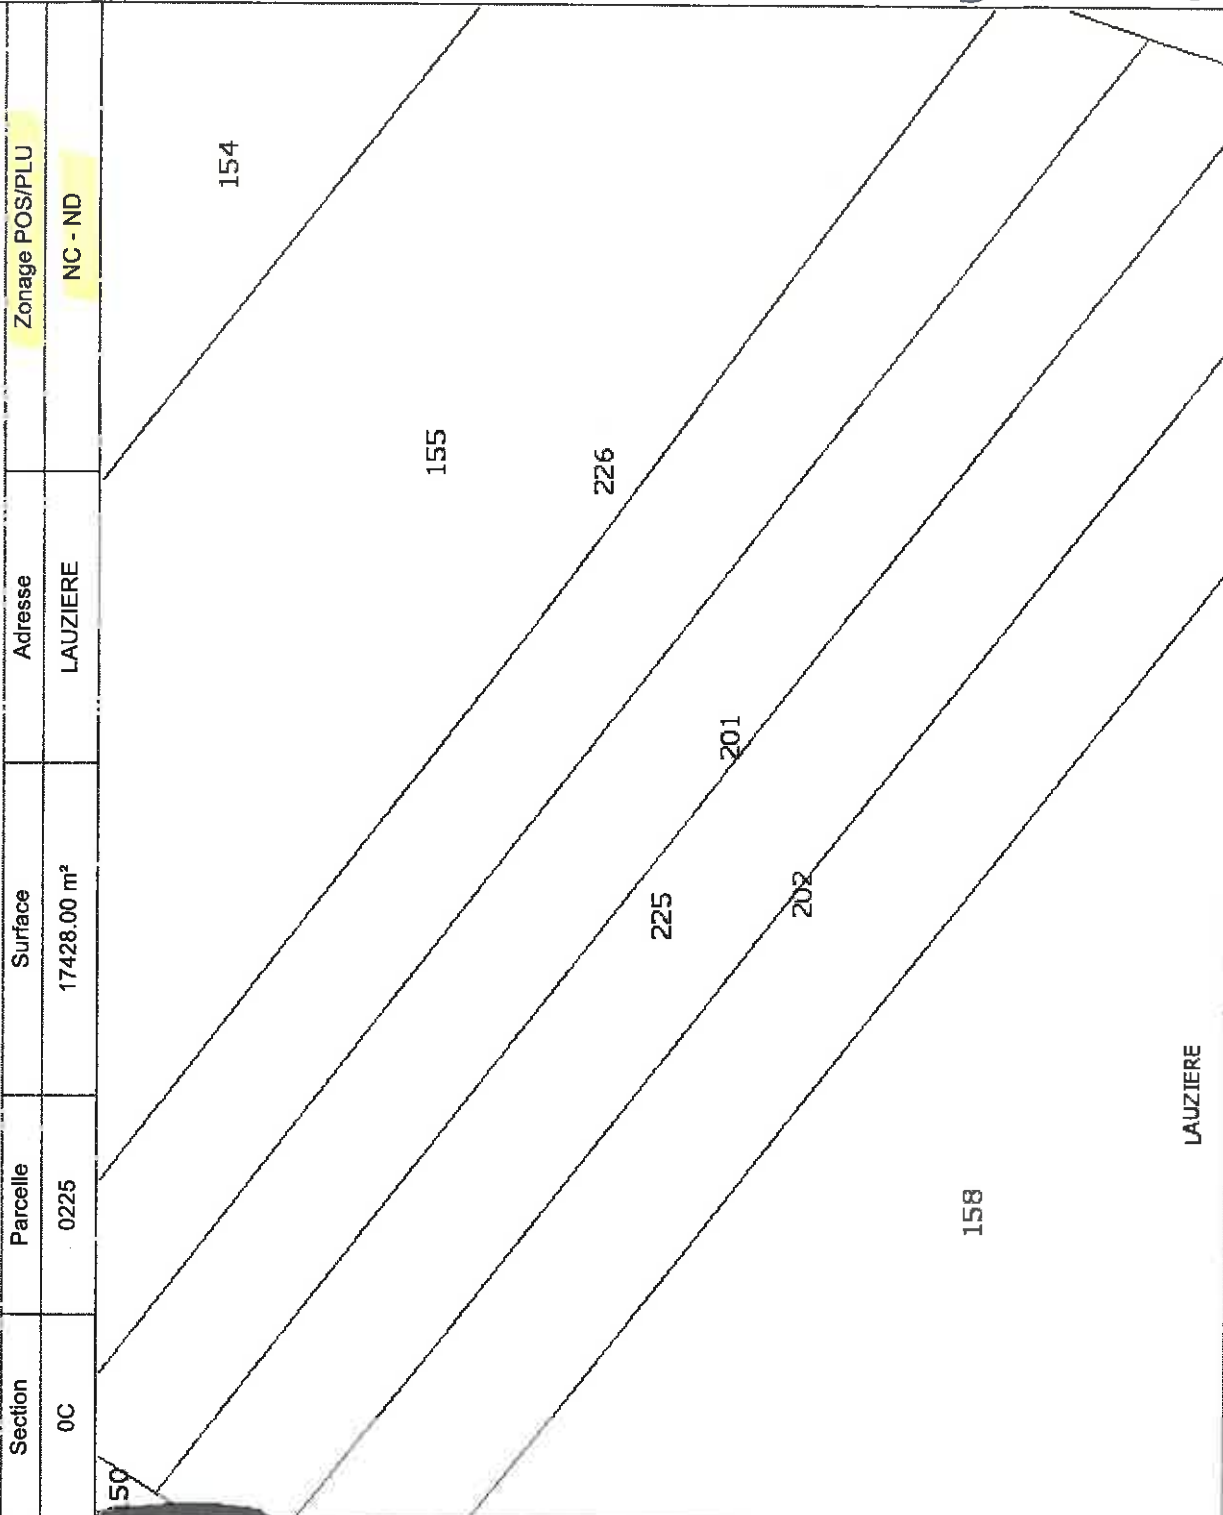 Section Parcelle Surface Adresse Zonage POS/PLU
0C 0225 17428.00 m² LAUZIERE NC - ND
154
155
226
201
225
202
158
LAUZIERE
50